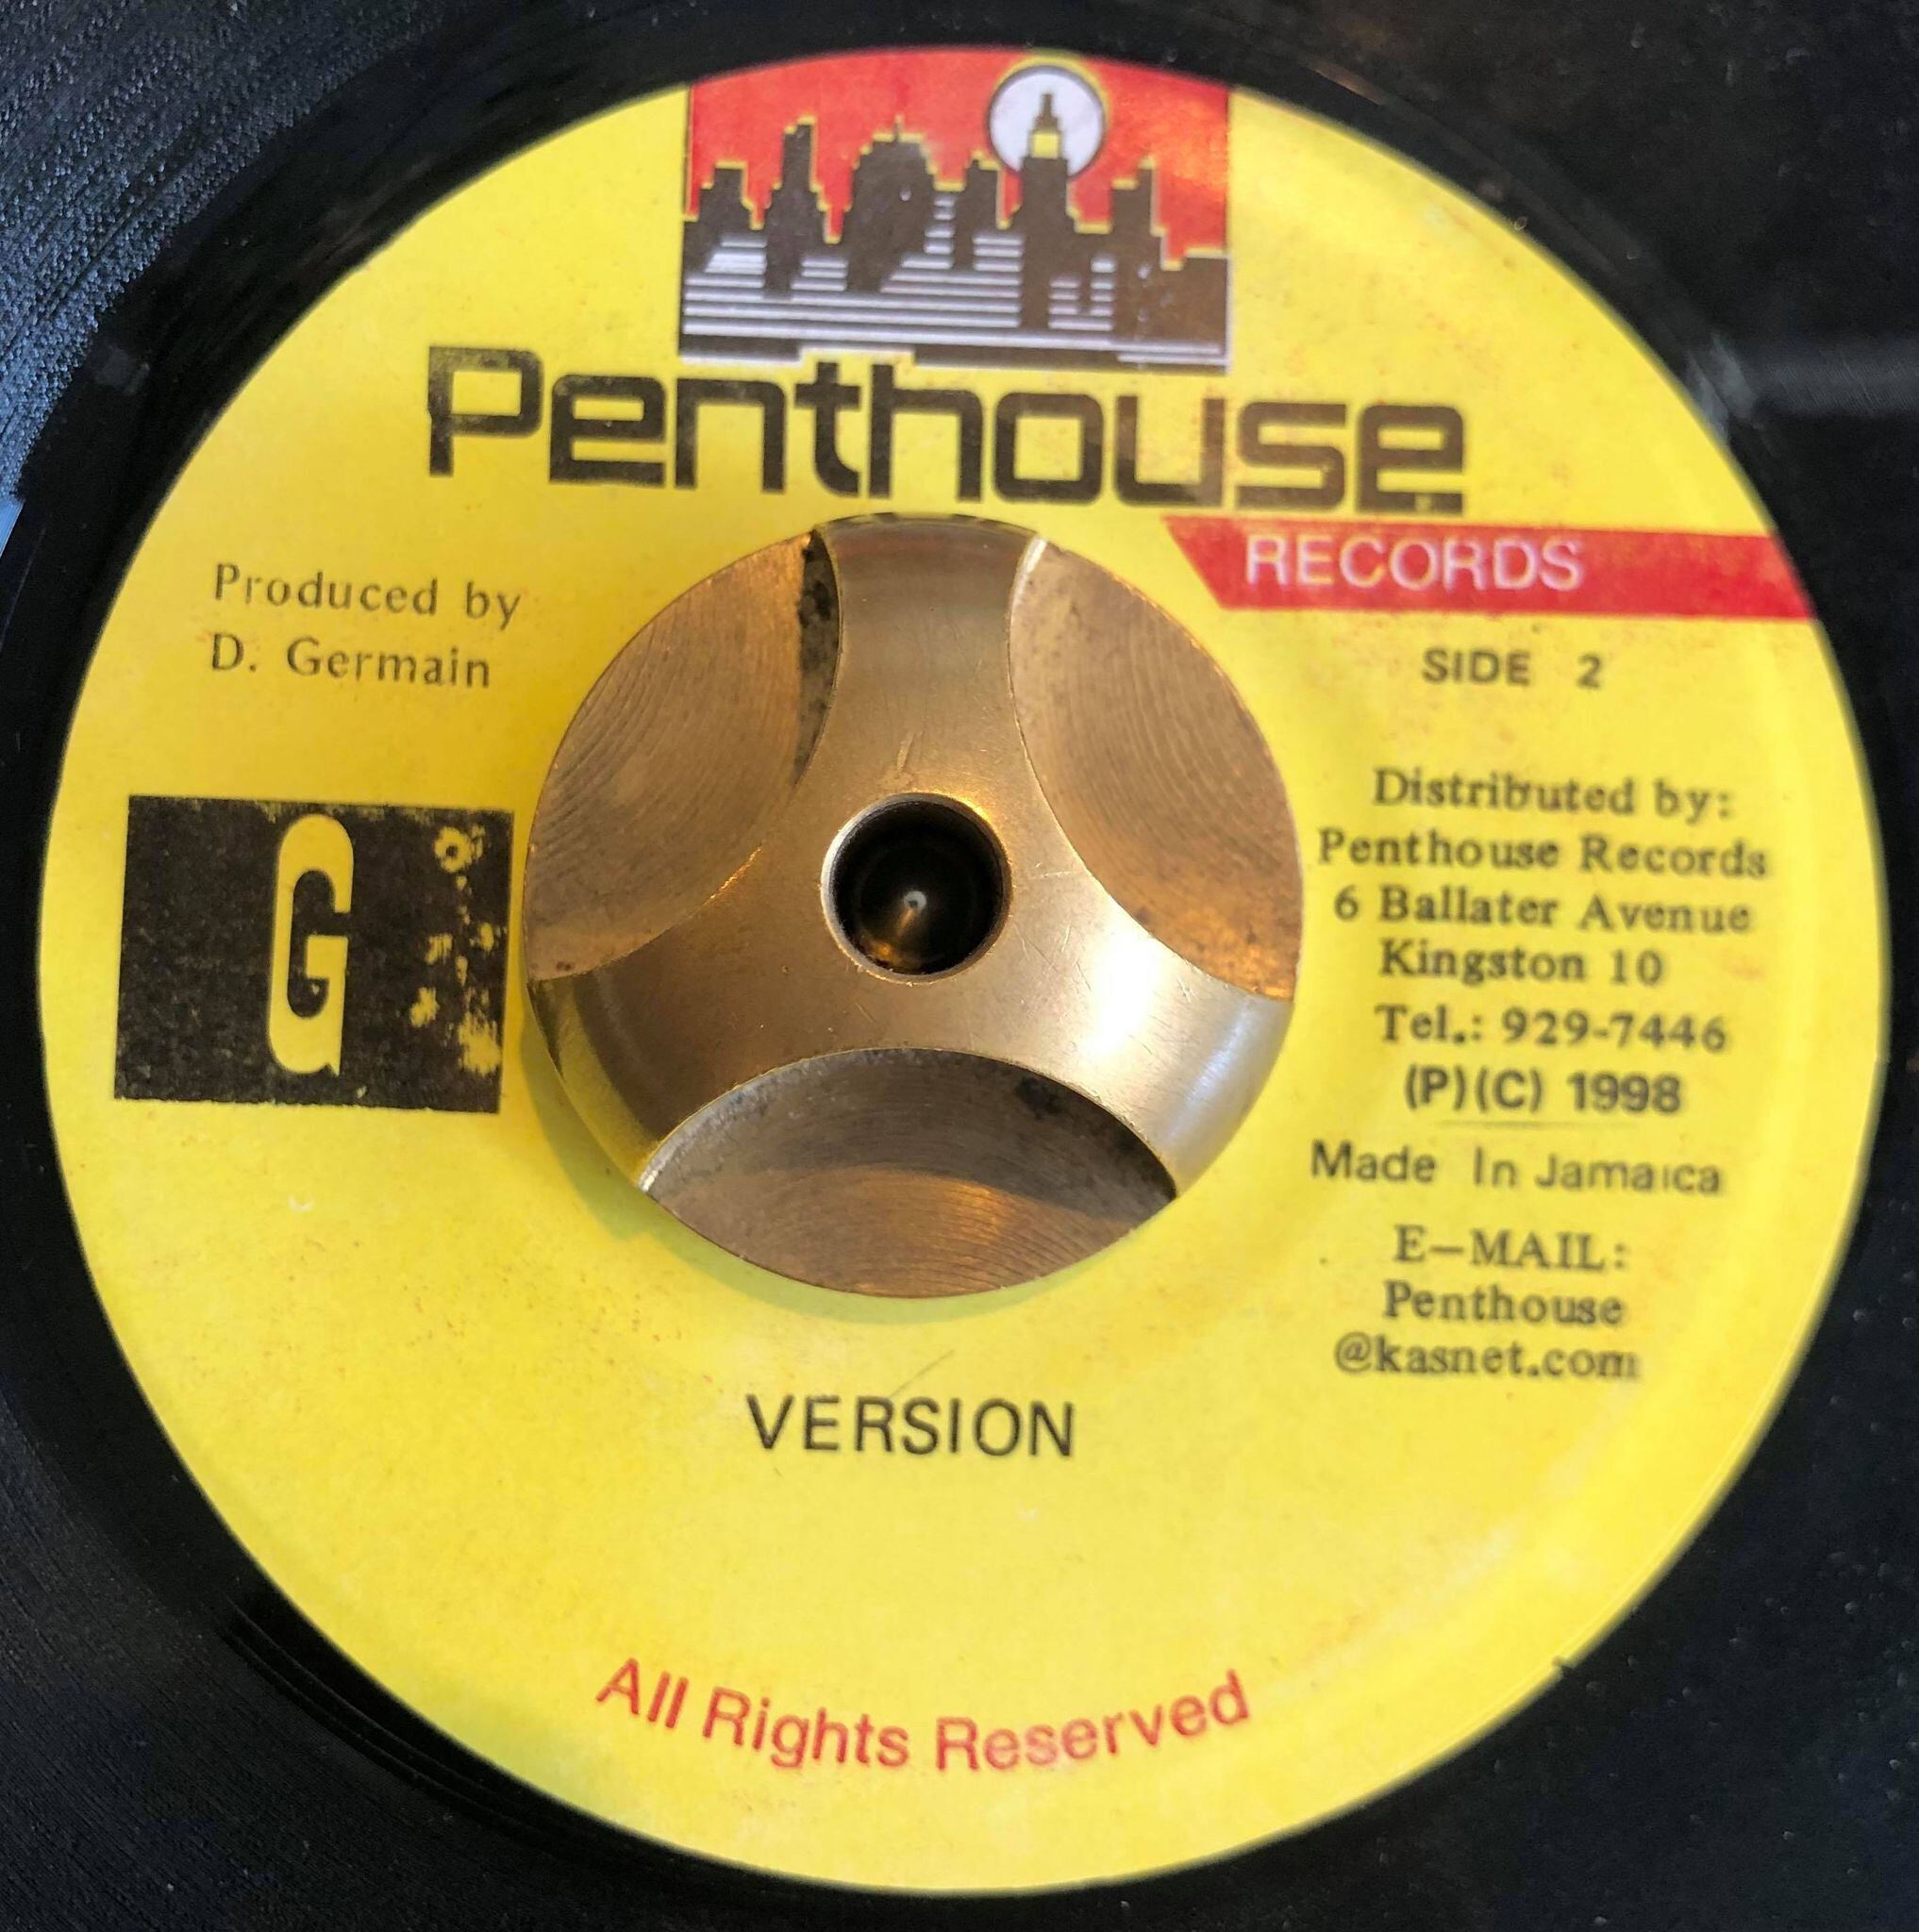 Penthouse
RECORDS
Produced by
D. Germain
SIDE 2
G
Distributed by:
Penthouse Records
6 Ballater Avenue
Kingston 10
Tel.: 929-7446
(P)(C) 1998
Made In Jamaica
E-MAIL:
Penthouse
@kasnet.com
VERSION
All Rights Reserved